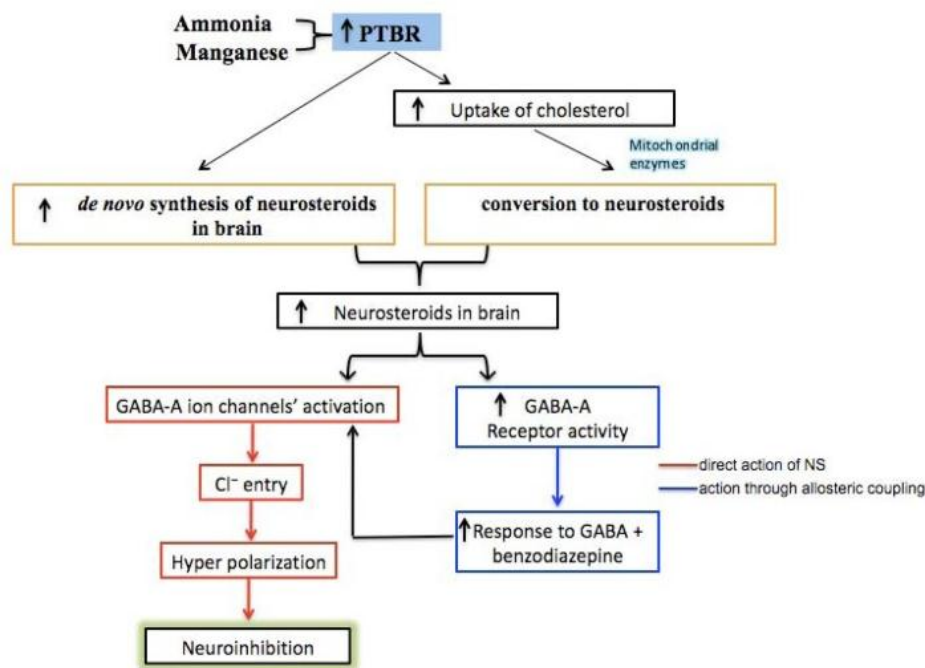 Ammonia
Manganese
↑ PTBR
↑ Uptake of cholesterol
Mitochondrial
enzymes
↑ de novo synthesis of neurosteroids
in brain
conversion to neurosteroids
↑ Neurosteroids in brain
GABA-A ion channels' activation
↑ GABA-A
Receptor activity
direct action of NS
action through allosteric coupling
Cl⁻ entry
↑ Response to GABA +
benzodiazepine
Hyper polarization
Neuroinhibition